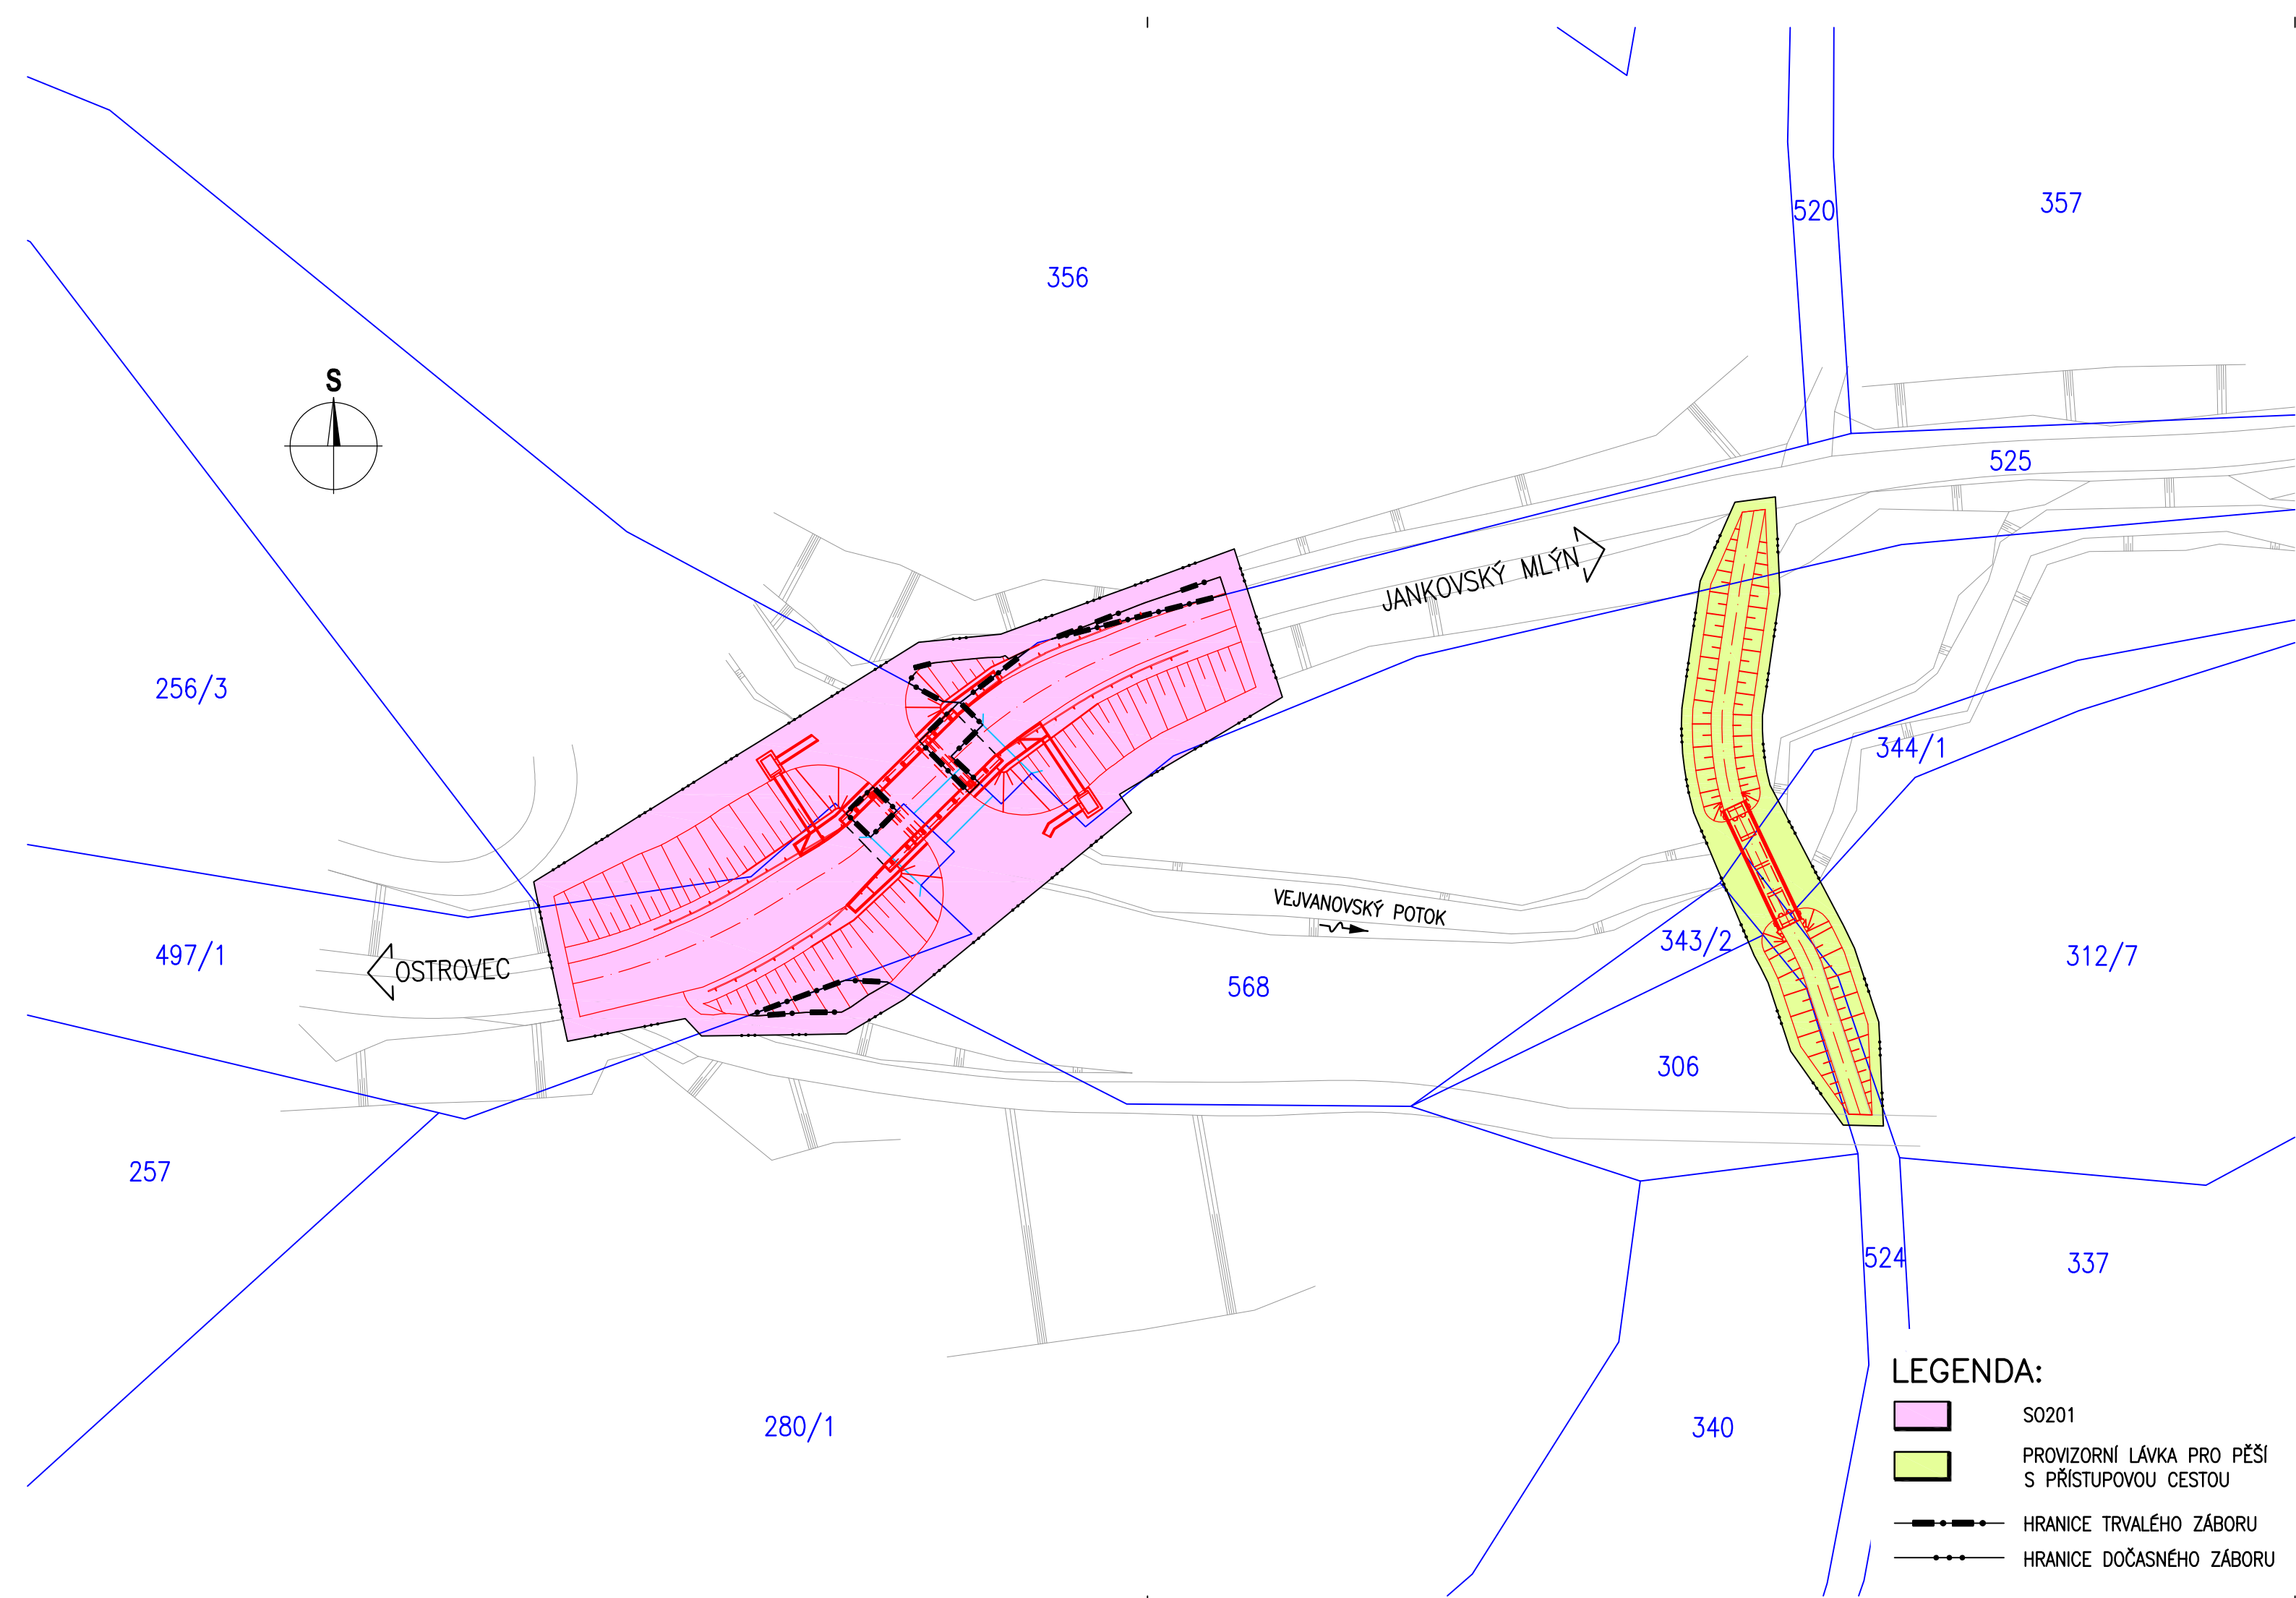 357
520
356
S
525
JANKOVSKÝ MLÝN
256/3
344/1
VEJVANOVSKÝ POTOK
343/2
497/1
312/7
OSTROVEC
568
306
257
524
337
LEGENDA:
SO201
280/1
340
PROVIZORNÍ LÁVKA PRO PĚŠÍ
S PŘÍSTUPOVOU CESTOU
HRANICE TRVALÉHO ZÁBORU
HRANICE DOČASNÉHO ZÁBORU